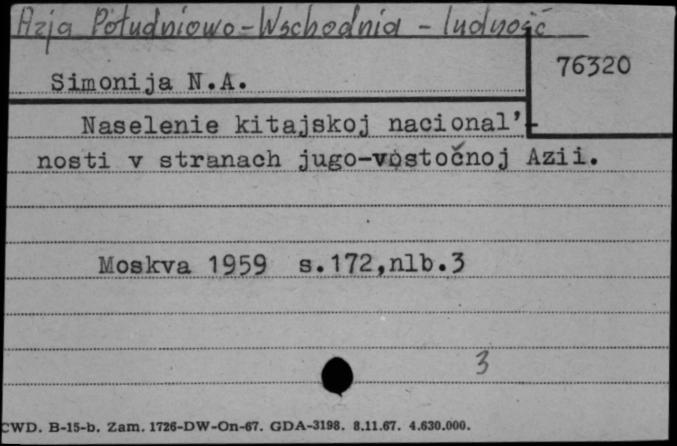 Azja Południowo-Wschodnia - ludność
76320
Simonija N.A.
Naselenie kitajskoj nacional'-
nosti v stranach jugo-vostočnoj Azii.
Moskva 1959 s.172,nlb.3
3
CWD. B-15-b. Zam. 1726-DW-On-67. GDA-3198. 8.11.67. 4.630.000.